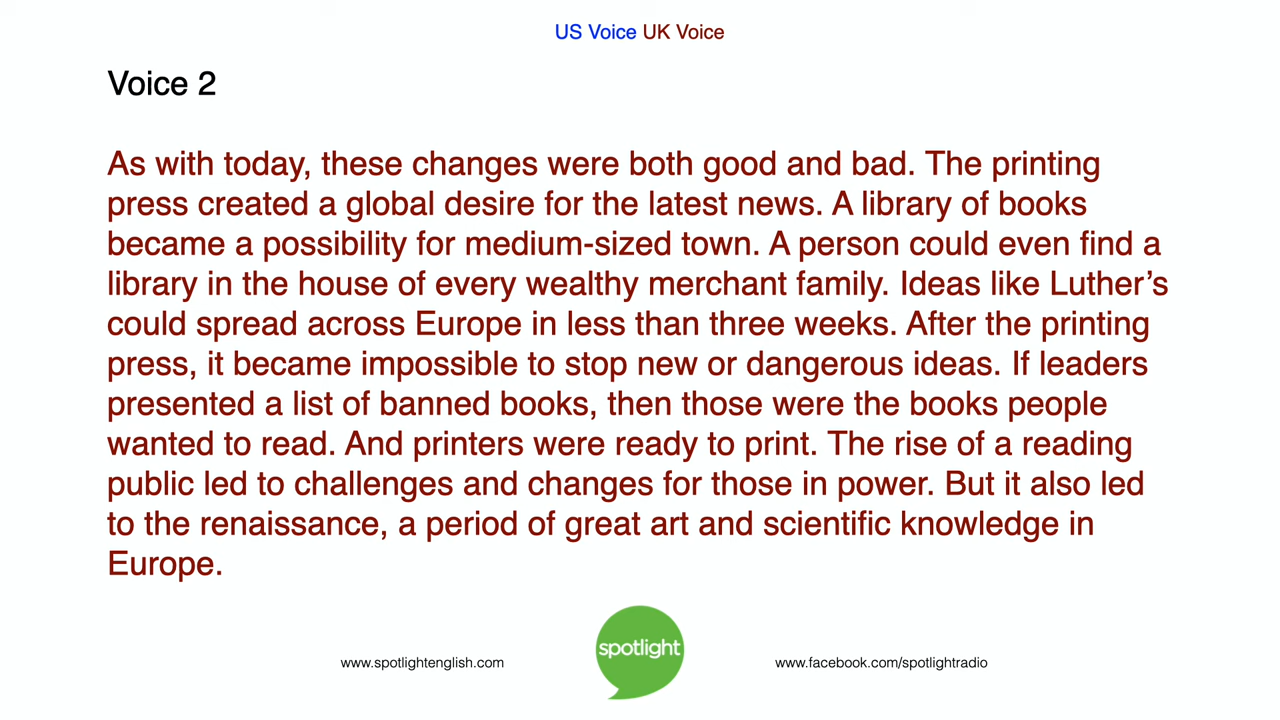 US Voice UK Voice
Voice 2
As with today, these changes were both good and bad. The printing
press created a global desire for the latest news. A library of books
became a possibility for medium-sized town. A person could even find a
library in the house of every wealthy merchant family. Ideas like Luther’s
could spread across Europe in less than three weeks. After the printing
press, it became impossible to stop new or dangerous ideas. If leaders
presented a list of banned books, then those were the books people
wanted to read. And printers were ready to print. The rise of a reading
public led to challenges and changes for those in power. But it also led
to the renaissance, a period of great art and scientific knowledge in
Europe.
spotlight
www.spotlightenglish.com
www.facebook.com/spotlightradio